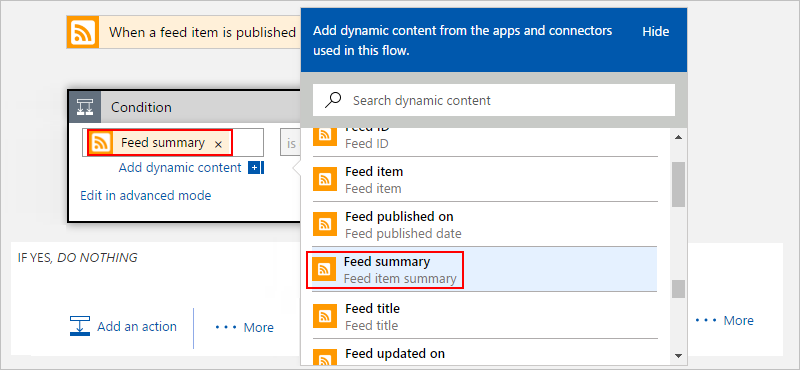 When a feed item is published
Condition
Feed summary ×
is
Add dynamic content
Edit in advanced mode
IF YES, DO NOTHING
Add an action
More
Add dynamic content from the apps and connectors
used in this flow.
Hide
Search dynamic content
Feed ID
Feed ID
Feed item
Feed item
Feed published on
Feed published date
Feed summary
Feed item summary
Feed title
Feed title
Feed updated on
More